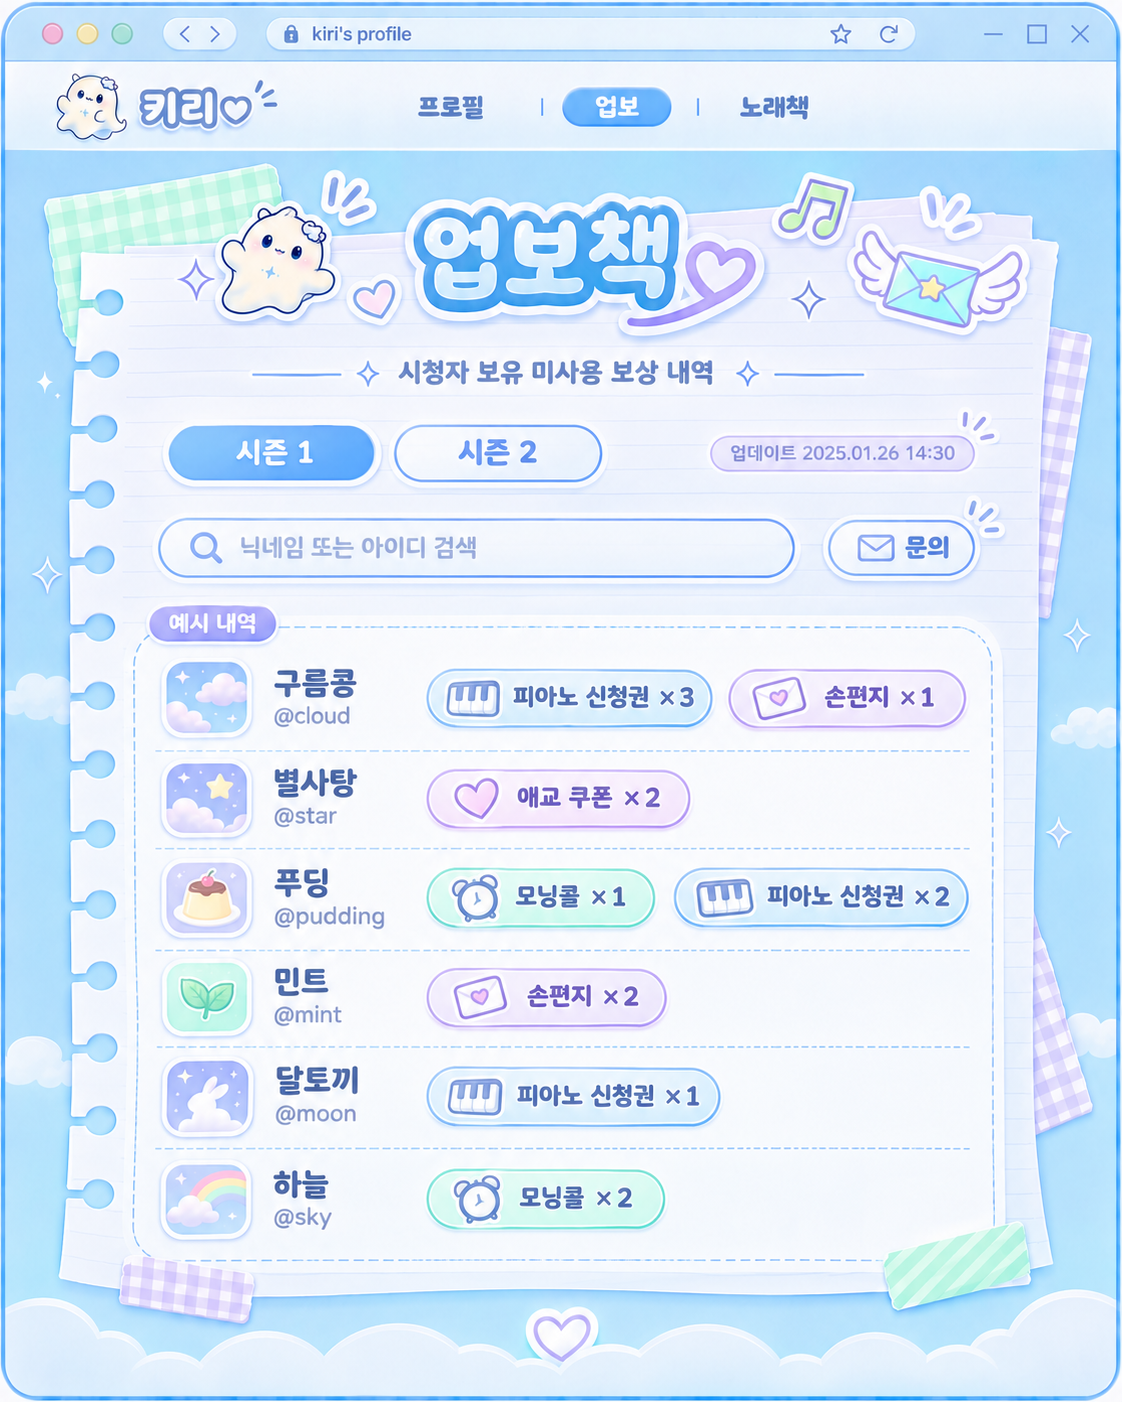 kiri's profile
키리
프로필 | 업보 | 노래책
업보책
시청자 보유 미사용 보상 내역
시즌 1
시즌 2
업데이트 2025.01.26 14:30
닉네임 또는 아이디 검색
문의
예시 내역
구름콩
@cloud
피아노 신청권 ×3
손편지 ×1
별사탕
@star
애교 쿠폰 ×2
푸딩
@pudding
모닝콜 ×1
피아노 신청권 ×2
민트
@mint
손편지 ×2
달토끼
@moon
피아노 신청권 ×1
하늘
@sky
모닝콜 ×2